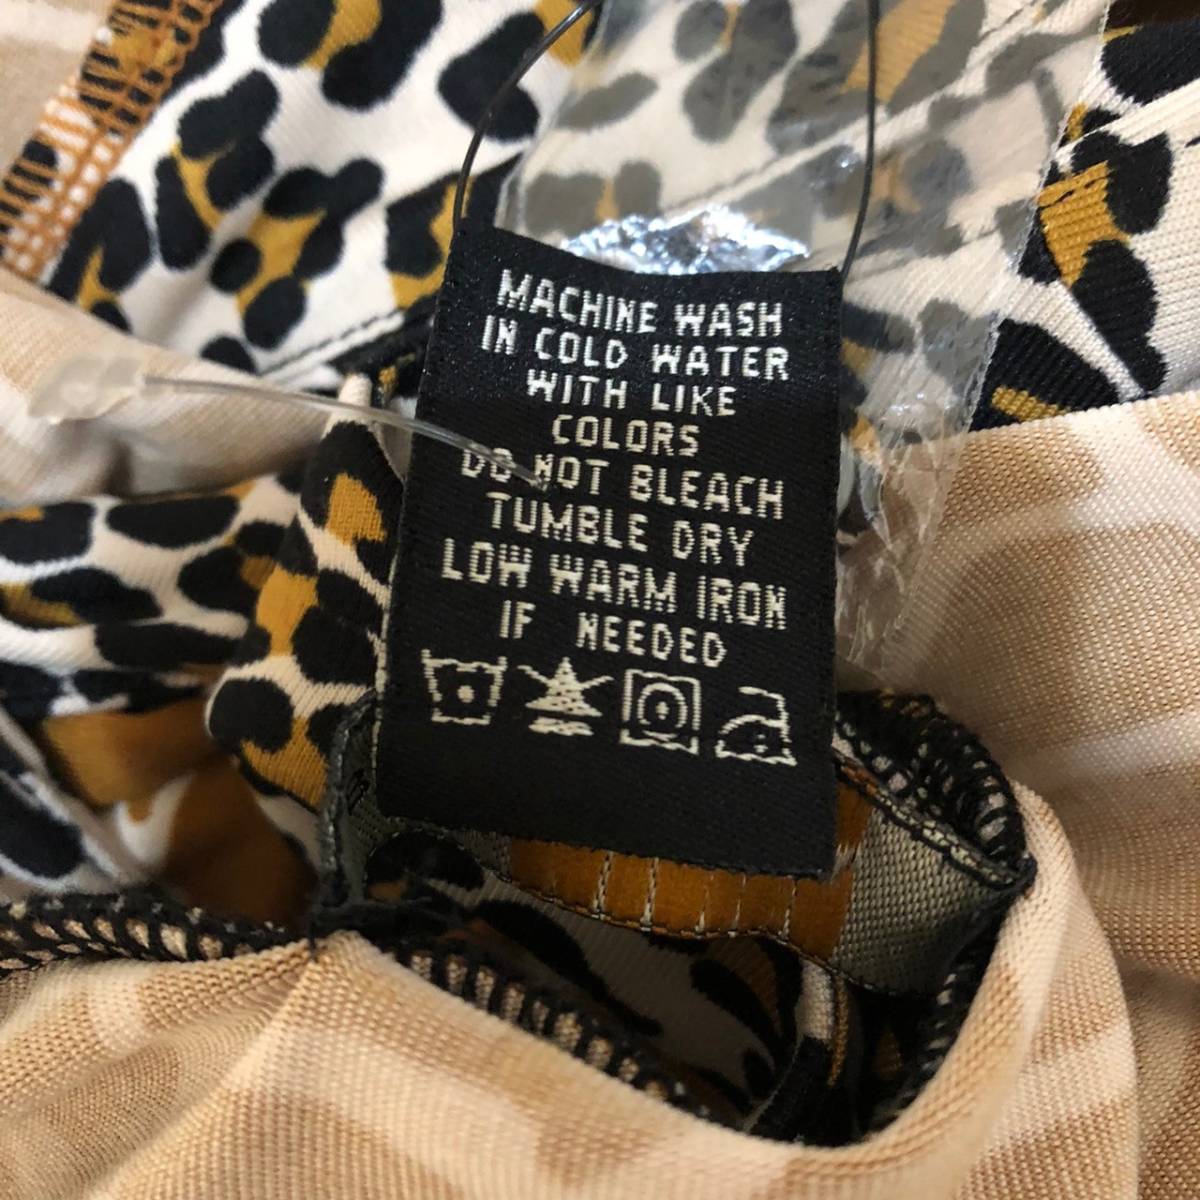 MACHINE WASH
IN COLD WATER
WITH LIKE
COLORS
DO NOT BLEACH
TUMBLE DRY
LOW WARM IRON
IF NEEDED